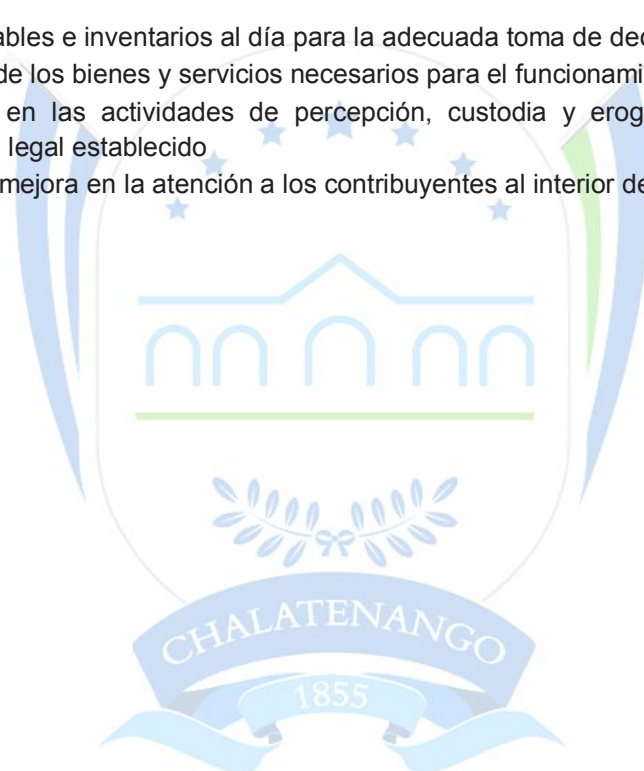 ables e inventarios al día para la adecuada toma de dec
de los bienes y servicios necesarios para el funcionami
en las actividades de percepción, custodia y erog
legal establecido
mejora en la atención a los contribuyentes al interior de
CHALATENANGO
1855